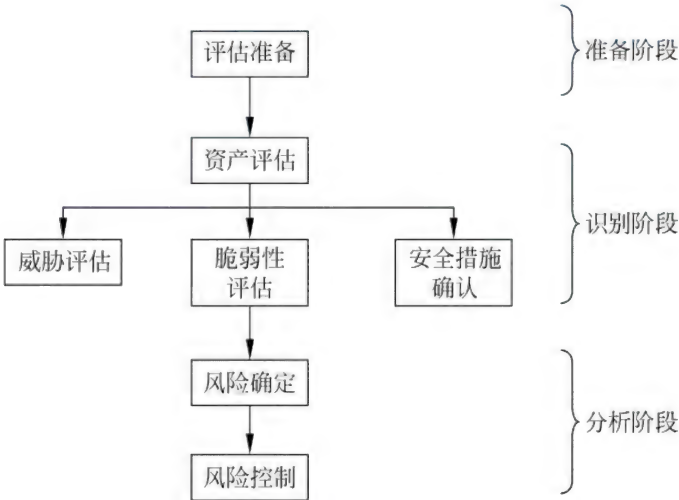 评估准备
准备阶段
资产评估
识别阶段
威胁评估
脆弱性
评估
安全措施
确认
风险确定
分析阶段
风险控制